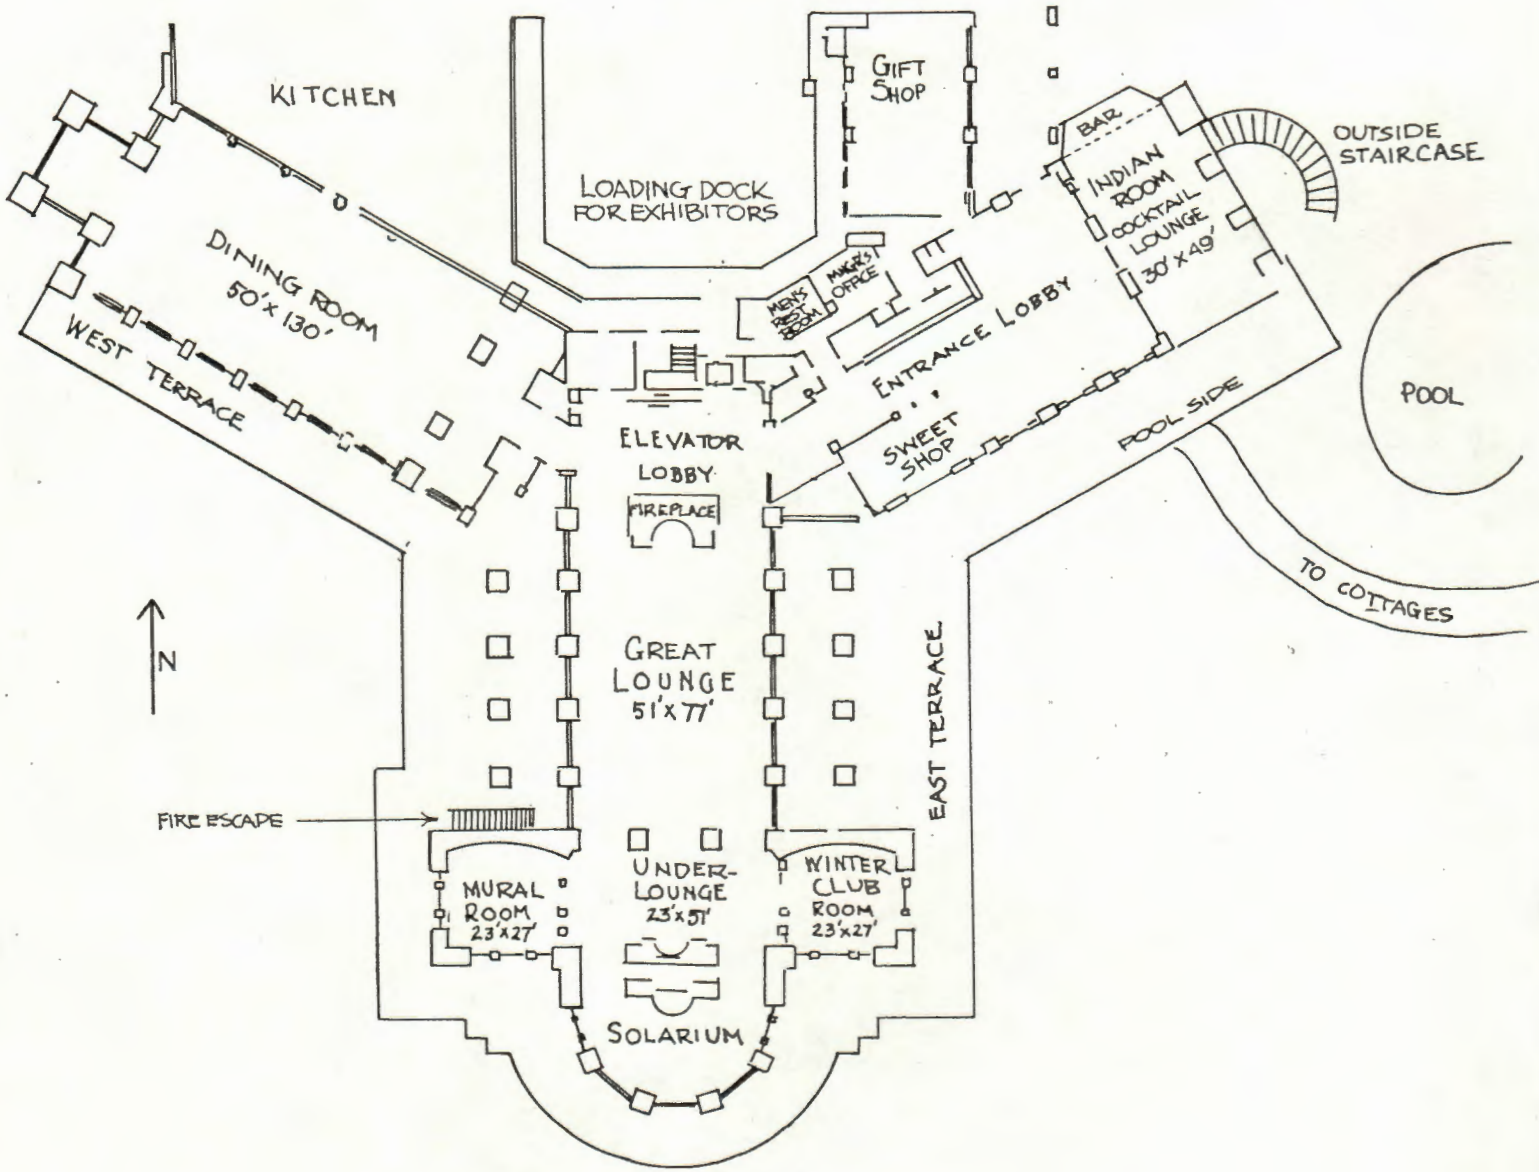 KITCHEN
GIFT
SHOP
BAR
OUTSIDE
STAIRCASE
LOADING DOCK
FOR EXHIBITORS
INDIAN
ROOM
COCKTAIL
LOUNGE
30' X 49'
DINING ROOM
50' X 130'
MNGR'S
OFFICE
MEN'S
REST
ROOM
ENTRANCE LOBBY
WEST TERRACE
POOL
POOL SIDE
SWEET
SHOP
ELEVATOR
LOBBY
FIREPLACE
TO COTTAGES
N
GREAT
LOUNGE
51' X 77'
EAST TERRACE
FIRE ESCAPE
MURAL
ROOM
23' X 27'
UNDER-
LOUNGE
23' X 51'
WINTER
CLUB
ROOM
23' X 27'
SOLARIUM